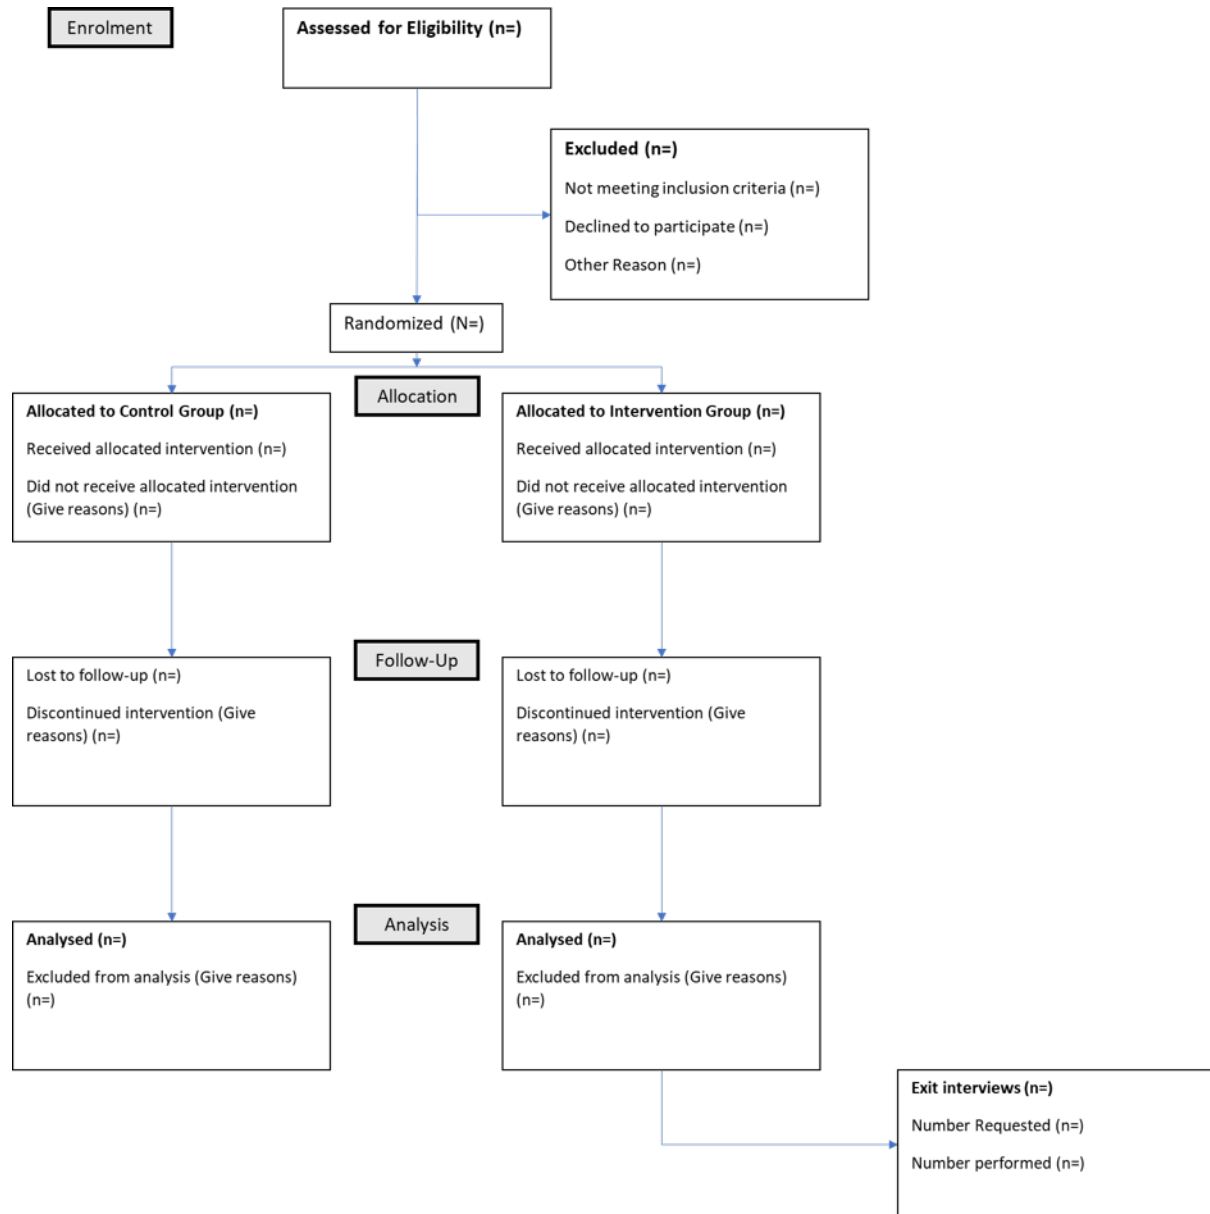 Enrolment
Assessed for Eligibility (n=)
Excluded (n=)
Not meeting inclusion criteria (n=)
Declined to participate (n=)
Other Reason (n=)
Randomized (N=)
Allocation
Allocated to Control Group (n=)
Received allocated intervention (n=)
Did not receive allocated intervention
(Give reasons) (n=)
Allocated to Intervention Group (n=)
Received allocated intervention (n=)
Did not receive allocated intervention
(Give reasons) (n=)
Follow-Up
Lost to follow-up (n=)
Discontinued intervention (Give
reasons) (n=)
Lost to follow-up (n=)
Discontinued intervention (Give
reasons) (n=)
Analysis
Analysed (n=)
Excluded from analysis (Give reasons)
(n=)
Analysed (n=)
Excluded from analysis (Give reasons)
(n=)
Exit interviews (n=)
Number Requested (n=)
Number performed (n=)